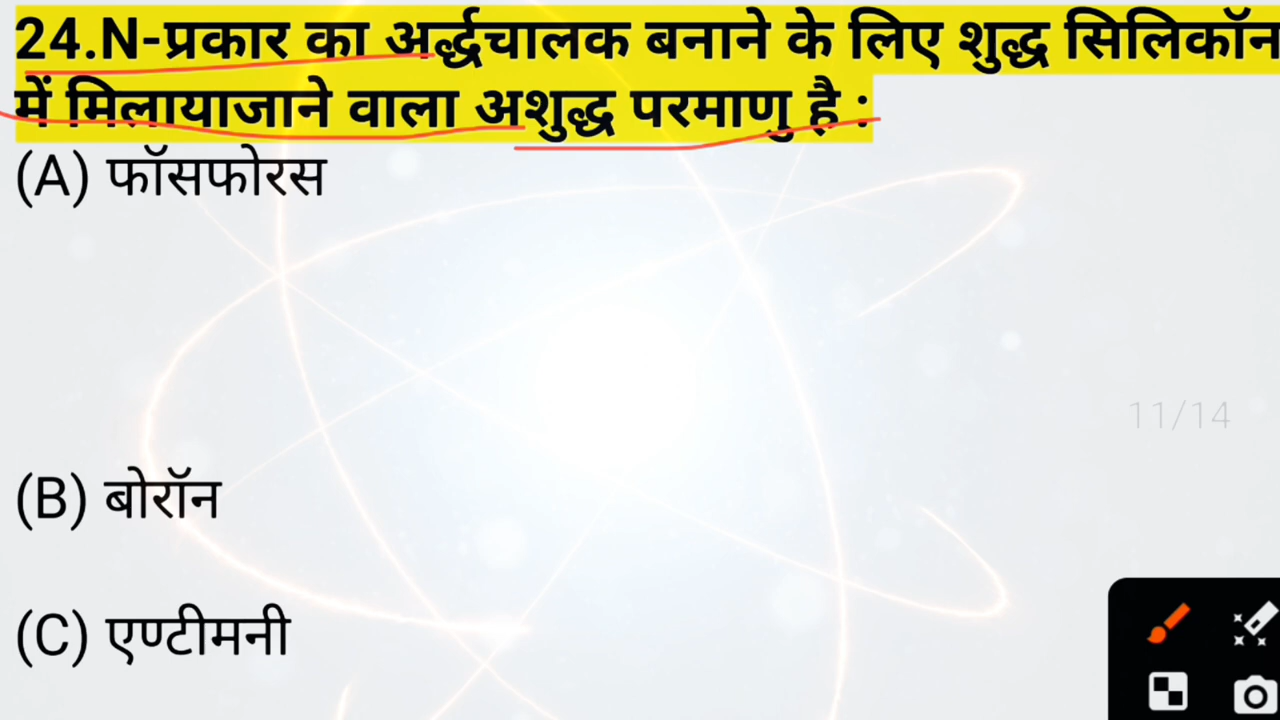 24.N-प्रकार का अर्द्धचालक बनाने के लिए शुद्ध सिलिकॉन
में मिलायाजाने वाला अशुद्ध परमाणु है :
(A) फॉसफोरस
11/14
(B) बोरॉन
(C) एण्टीमनी